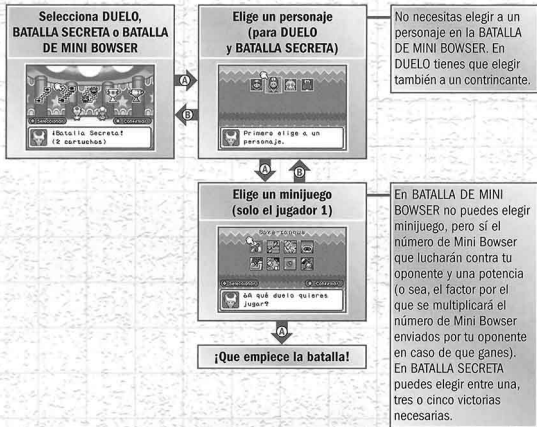 Selecciona DUELO,
BATALLA SECRETA o BATALLA
DE MINI BOWSER
¡Batalla Secreta!
(2 cartuchos)
A
B
Elige un personaje
(para DUELO
y BATALLA SECRETA)
Primero elige a un
personaje.
No necesitas elegir a un
personaje en la BATALLA
DE MINI BOWSER. En
DUELO tienes que elegir
también a un contrincante.
A
B
Elige un minijuego
(solo el jugador 1)
¿A qué duelo quieres
jugar?
En BATALLA DE MINI
BOWSER no puedes elegir
minijuego, pero sí el
número de Mini Bowser
que lucharán contra tu
oponente y una potencia
(o sea, el factor por el
que se multiplicará el
número de Mini Bowser
enviados por tu oponente
en caso de que ganes).
En BATALLA SECRETA
puedes elegir entre una,
tres o cinco victorias
necesarias.
A
¡Que empiece la batalla!